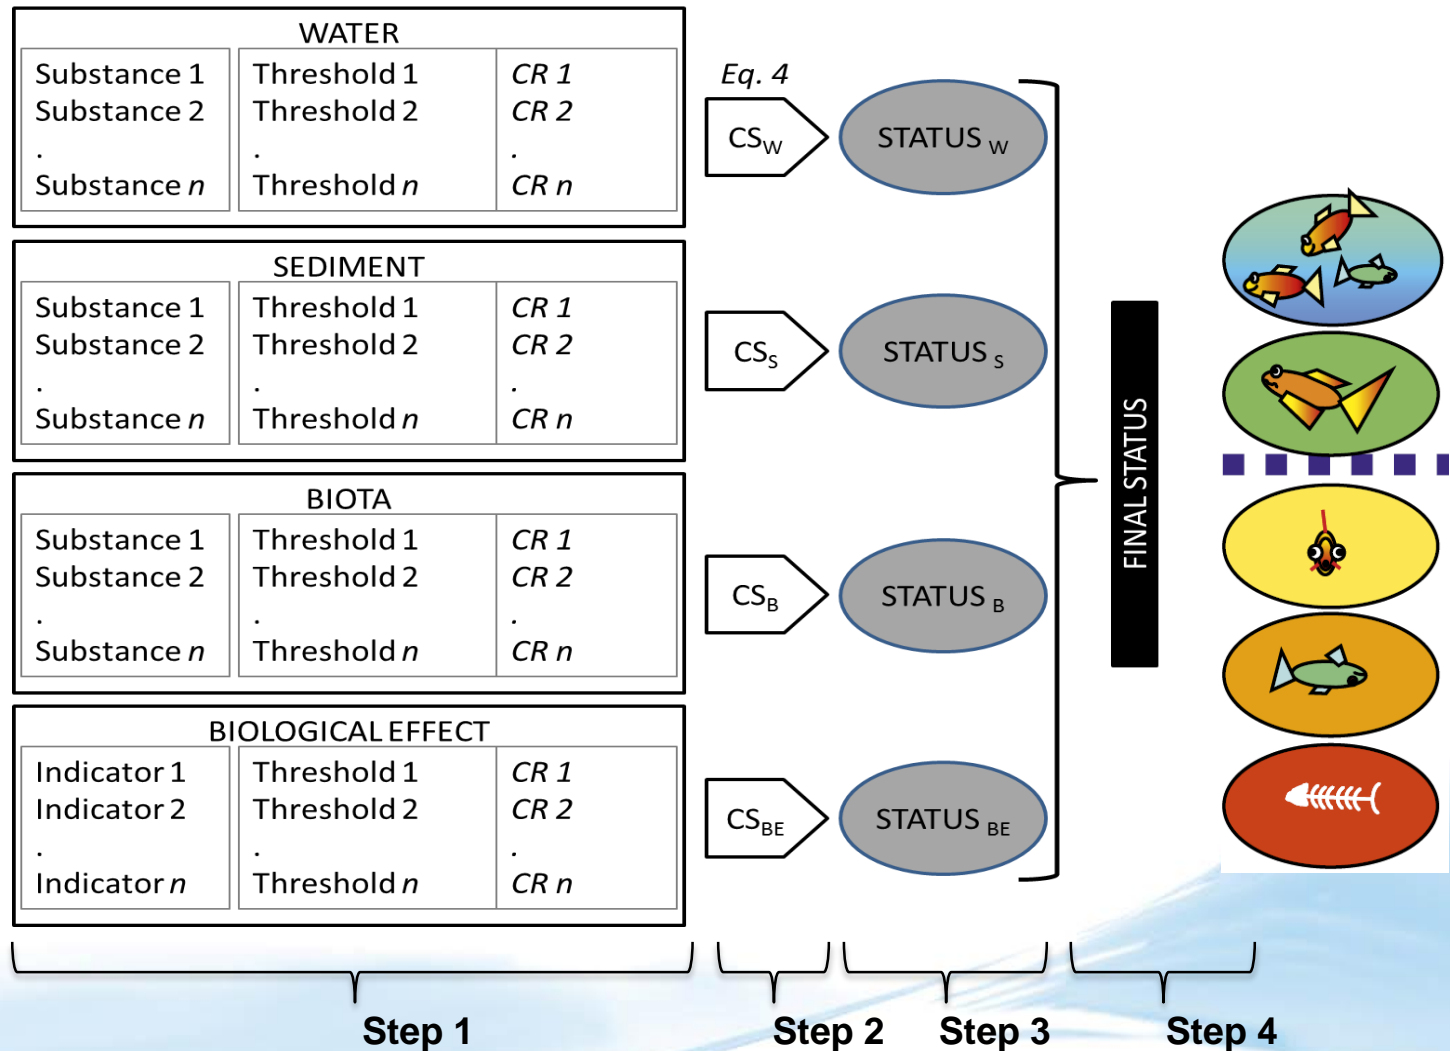 WATER
Substance 1 Threshold 1 CR 1
Substance 2 Threshold 2 CR 2
. . .
Substance n Threshold n CR n
Eq. 4
CSW
STATUS W
SEDIMENT
Substance 1 Threshold 1 CR 1
Substance 2 Threshold 2 CR 2
. . .
Substance n Threshold n CR n
CSS
STATUS S
BIOTA
Substance 1 Threshold 1 CR 1
Substance 2 Threshold 2 CR 2
. . .
Substance n Threshold n CR n
CSB
STATUS B
BIOLOGICAL EFFECT
Indicator 1 Threshold 1 CR 1
Indicator 2 Threshold 2 CR 2
. . .
Indicator n Threshold n CR n
CSBE
STATUS BE
FINAL STATUS
Step 1 Step 2 Step 3 Step 4